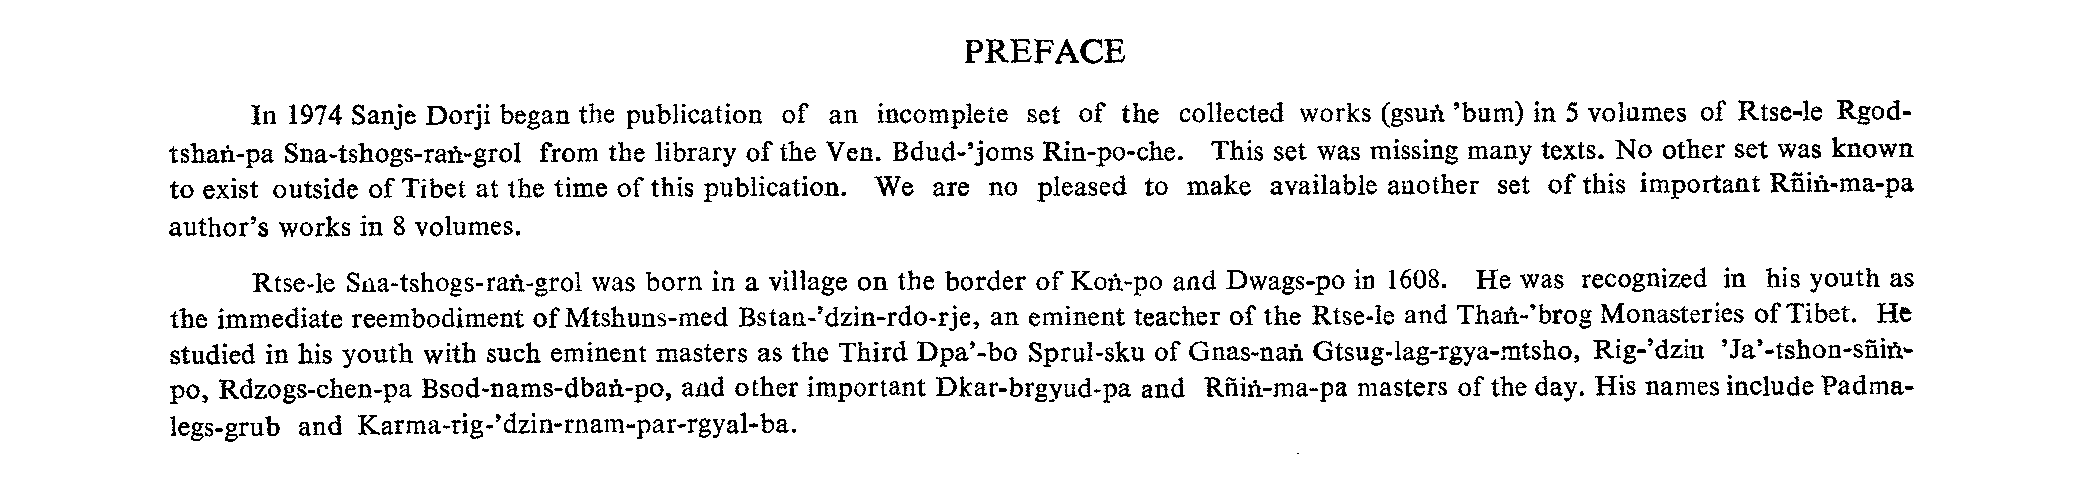 PREFACE
In 1974 Sanje Dorji began the publication of an incomplete set of the collected works (gsuṅ ’bum) in 5 volumes of Rtse-le Rgod-
tshaṅ-pa Sna-tshogs-raṅ-grol from the library of the Ven. Bdud-’joms Rin-po-che. This set was missing many texts. No other set was known
to exist outside of Tibet at the time of this publication. We are no pleased to make available another set of this important Rñiṅ-ma-pa
author’s works in 8 volumes.
Rtse-le Sna-tshogs-raṅ-grol was born in a village on the border of Koṅ-po and Dwags-po in 1608. He was recognized in his youth as
the immediate reembodiment of Mtshuns-med Bstan-’dzin-rdo-rje, an eminent teacher of the Rtse-le and Thaṅ-’brog Monasteries of Tibet. He
studied in his youth with such eminent masters as the Third Dpa’-bo Sprul-sku of Gnas-naṅ Gtsug-lag-rgya-mtsho, Rig-’dzin ’Ja’-tshon-sñiṅ-
po, Rdzogs-chen-pa Bsod-nams-dbaṅ-po, and other important Dkar-brgyud-pa and Rñiṅ-ma-pa masters of the day. His names include Padma-
legs-grub and Karma-rig-’dzin-rnam-par-rgyal-ba.